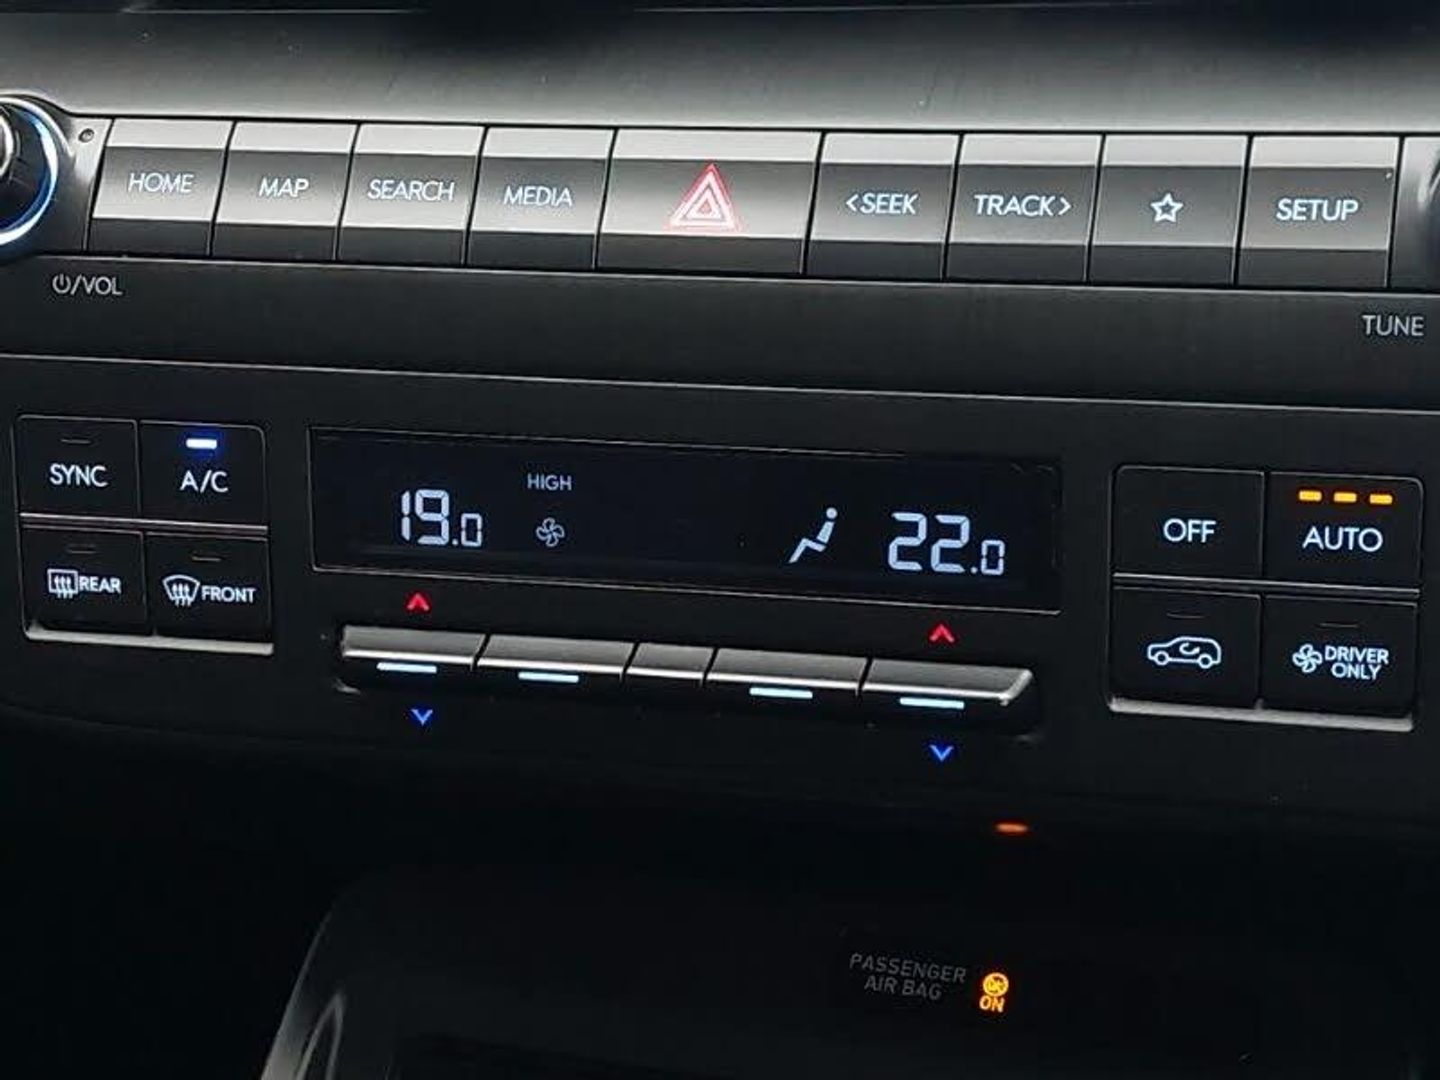 HOME MAP SEARCH MEDIA <SEEK TRACK> SETUP
/VOL
TUNE
SYNC A/C
REAR FRONT
HIGH
19.0
22.0
OFF AUTO
DRIVER
ONLY
PASSENGER
AIR BAG
ON